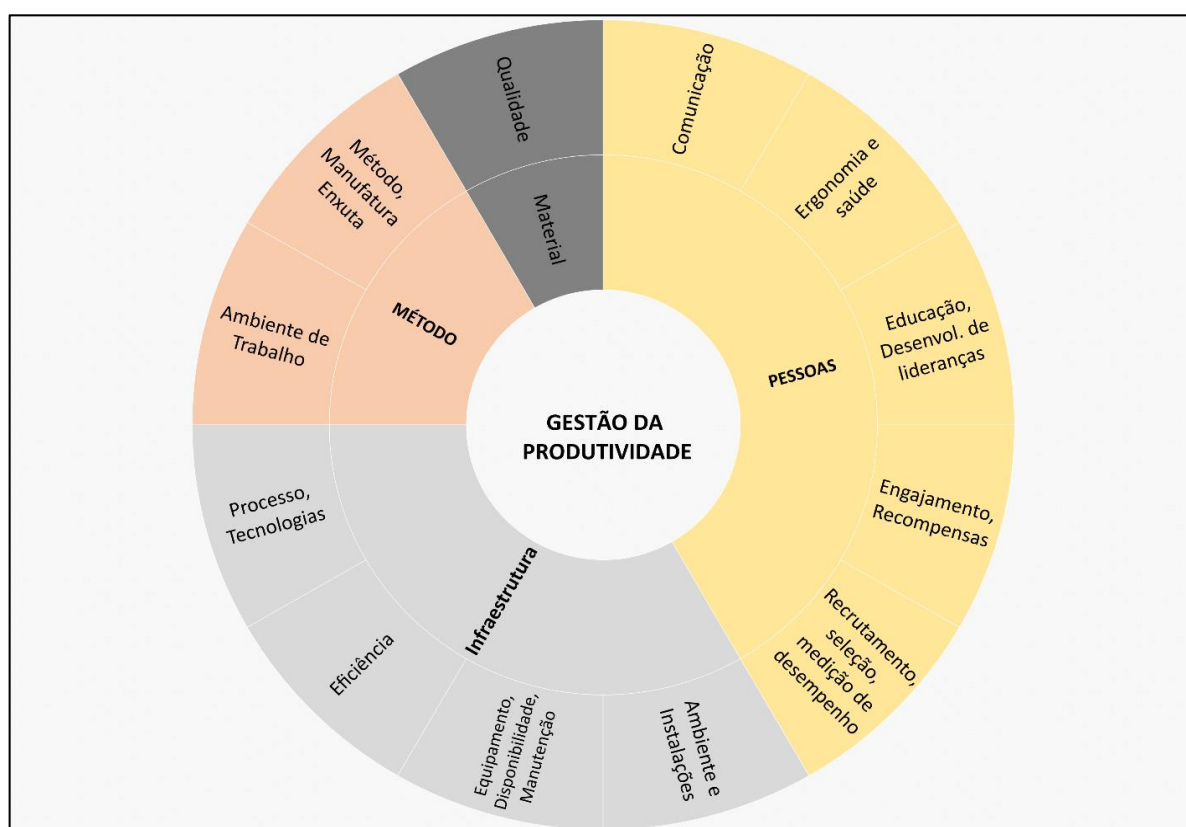 GESTÃO DA
PRODUTIVIDADE
PESSOAS
Comunicação
Ergonomia e
saúde
Educação,
Desenvol. de
lideranças
Engajamento,
Recompensas
Recrutamento,
seleção,
medição de
desempenho
Infraestrutura
Ambiente e
Instalações
Equipamento,
Disponibilidade,
Manutenção
Eficiência
Processo,
Tecnologias
MÉTODO
Ambiente de
Trabalho
Método,
Manufatura
Enxuta
Material
Qualidade